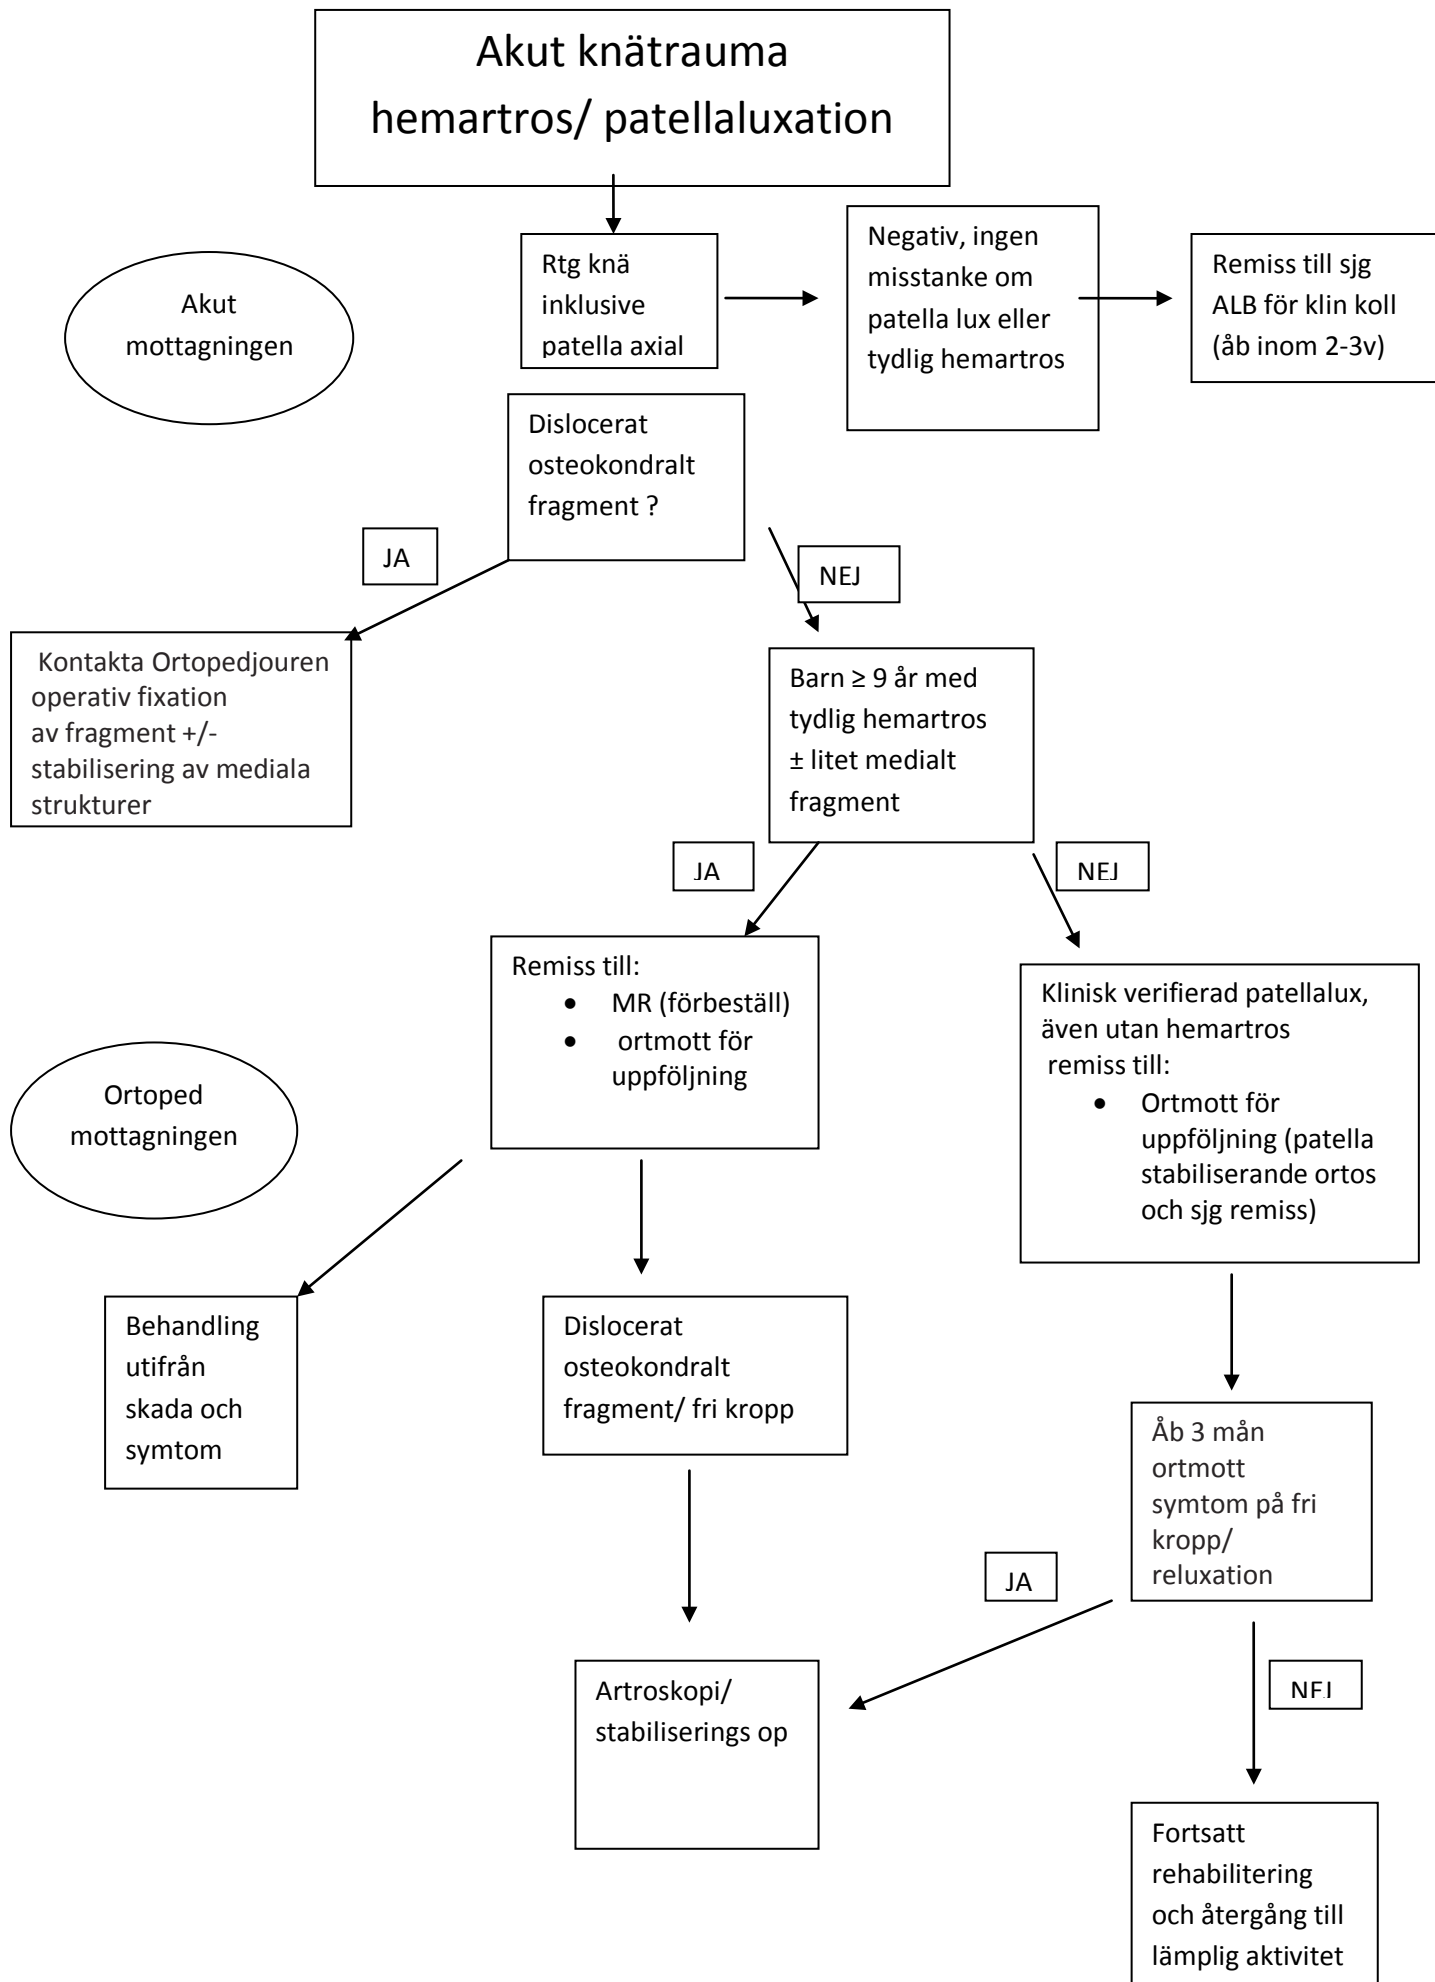 Akut knätrauma
hemartros/ patellaluxation
Akut
mottagningen
Rtg knä
inklusive
patella axial
Negativ, ingen
misstanke om
patella lux eller
tydlig hemartros
Remiss till sjg
ALB för klin koll
(åb inom 2-3v)
Dislocerat
osteokondralt
fragment ?
JA
NEJ
Kontakta Ortopedjouren
operativ fixation
av fragment +/-
stabilisering av mediala
strukturer
Barn ≥ 9 år med
tydlig hemartros
± litet medialt
fragment
JA
NEJ
Remiss till:
• MR (förbeställ)
• ortmott för
uppföljning
Klinisk verifierad patellalux,
även utan hemartros
remiss till:
• Ortmott för
uppföljning (patella
stabiliserande ortos
och sjg remiss)
Ortoped
mottagningen
Behandling
utifrån
skada och
symtom
Dislocerat
osteokondralt
fragment/ fri kropp
Åb 3 mån
ortmott
symtom på fri
kropp/
reluxation
JA
NEJ
Artroskopi/
stabiliserings op
Fortsatt
rehabilitering
och återgång till
lämplig aktivitet